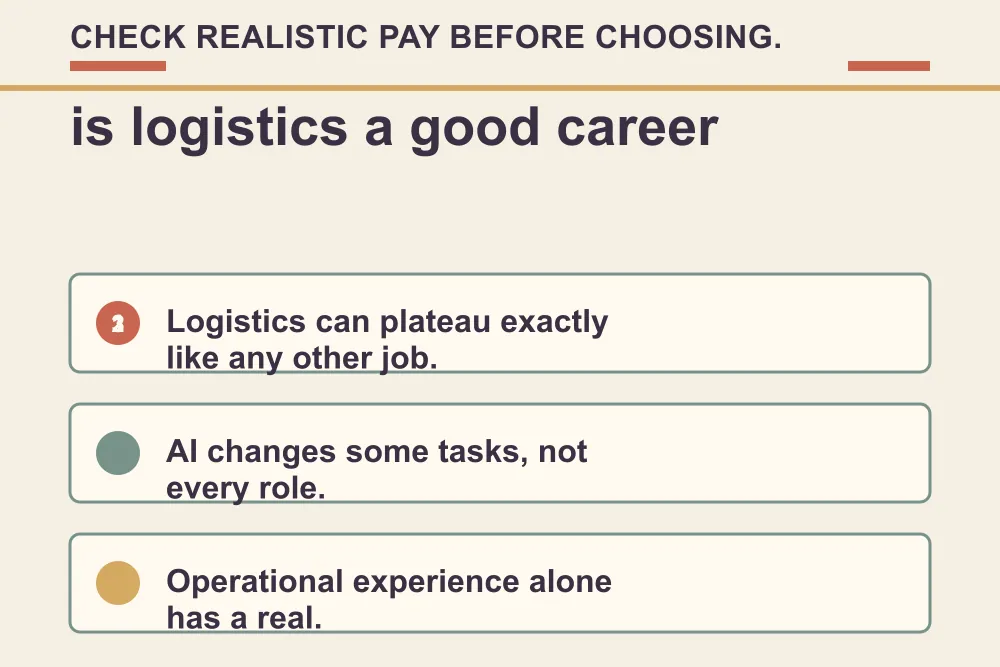 CHECK REALISTIC PAY BEFORE CHOOSING.
is logistics a good career
Logistics can plateau exactly
like any other job.
AI changes some tasks, not
every role.
Operational experience alone
has a real.